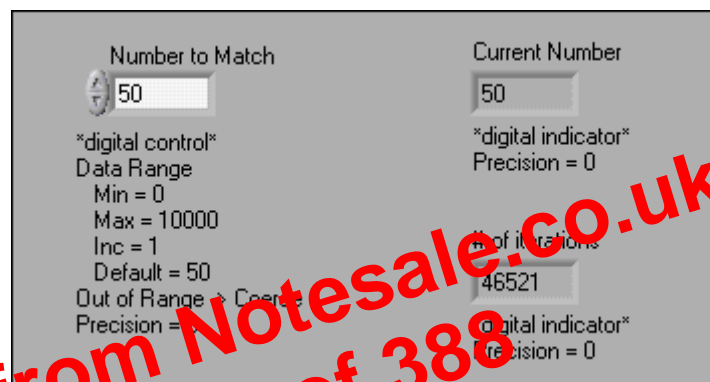 Number to Match
50
*digital control*
Data Range
Min = 0
Max = 10000
Inc = 1
Default = 50
Out of Range -> Coerce
Precision =
Current Number
50
*digital indicator*
Precision = 0
# of iterations
46521
*digital indicator*
Precision = 0
from Notesale.co.uk
of 388